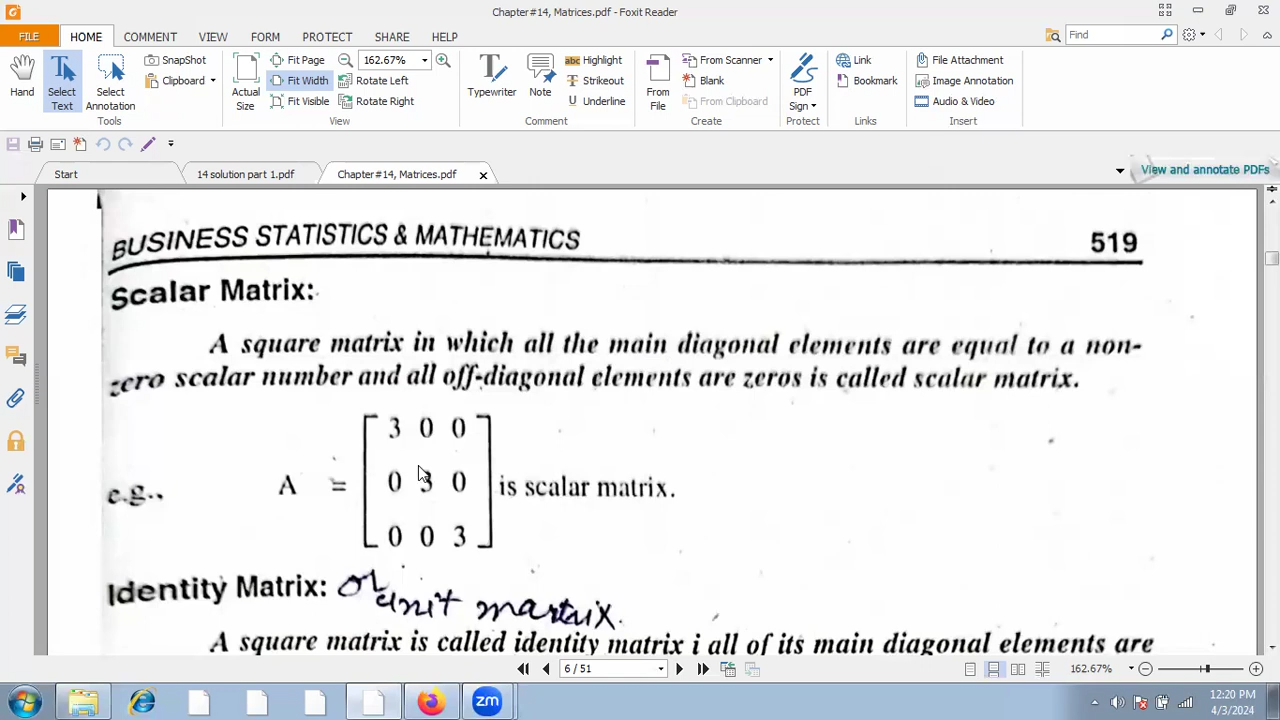 Chapter#14, Matrices.pdf - Foxit Reader
FILE HOME COMMENT VIEW FORM PROTECT SHARE HELP
Find
Hand
Select Text
Select Annotation
SnapShot
Clipboard
Tools
Actual Size
Fit Page
Fit Width
Fit Visible
162.67%
Rotate Left
Rotate Right
View
Typewriter
Note
Highlight
Strikeout
Underline
Comment
From File
From Scanner
Blank
From Clipboard
Create
PDF Sign
Protect
Link
Bookmark
Links
File Attachment
Image Annotation
Audio & Video
Insert
Start
14 solution part 1.pdf
Chapter#14, Matrices.pdf
View and annotate PDFs
BUSINESS STATISTICS & MATHEMATICS 519
Scalar Matrix:
A square matrix in which all the main diagonal elements are equal to a non-
zero scalar number and all off-diagonal elements are zeros is called scalar matrix.
3 0 0
e.g., A = 0 3 0 is scalar matrix.
0 0 3
Identity Matrix: or unit martrix.
A square matrix is called identity matrix i all of its main diagonal elements are
6 / 51
162.67%
zm
12:20 PM
4/3/2024